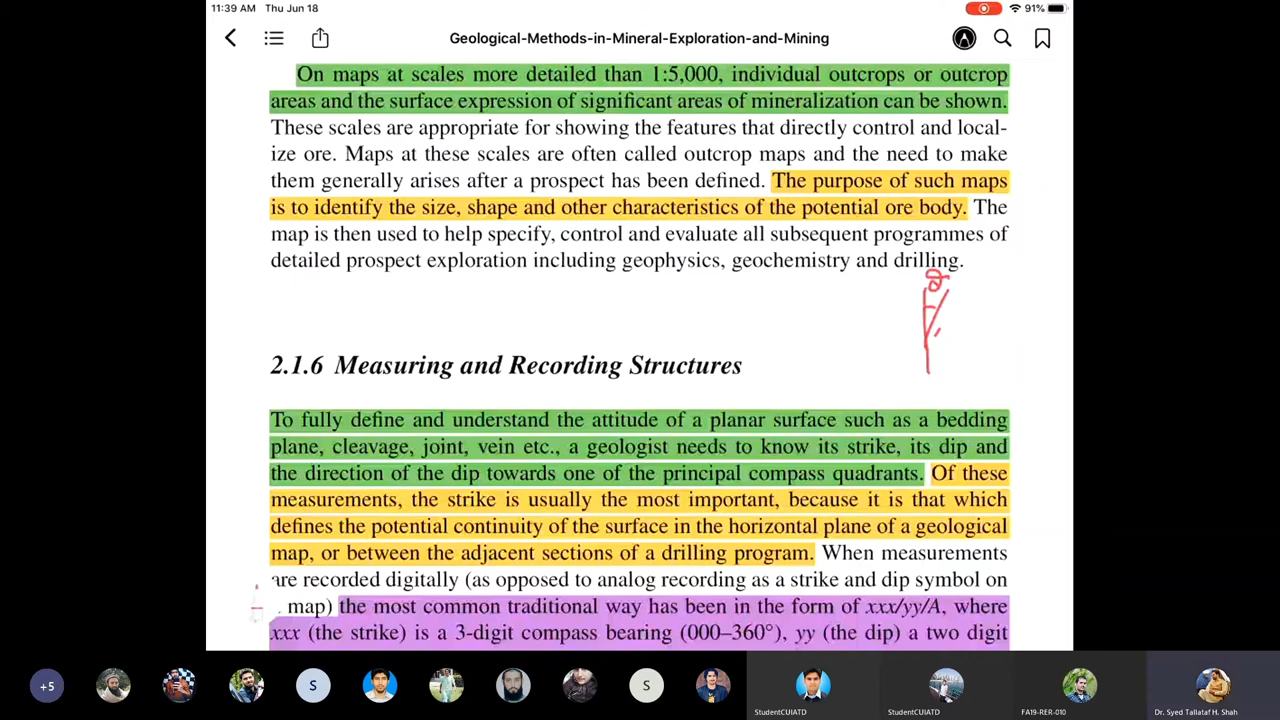 11:39 AM Thu Jun 18
91%
Geological-Methods-in-Mineral-Exploration-and-Mining
On maps at scales more detailed than 1:5,000, individual outcrops or outcrop
areas and the surface expression of significant areas of mineralization can be shown.
These scales are appropriate for showing the features that directly control and local-
ize ore. Maps at these scales are often called outcrop maps and the need to make
them generally arises after a prospect has been defined. The purpose of such maps
is to identify the size, shape and other characteristics of the potential ore body. The
map is then used to help specify, control and evaluate all subsequent programmes of
detailed prospect exploration including geophysics, geochemistry and drilling.
2.1.6 Measuring and Recording Structures
To fully define and understand the attitude of a planar surface such as a bedding
plane, cleavage, joint, vein etc., a geologist needs to know its strike, its dip and
the direction of the dip towards one of the principal compass quadrants. Of these
measurements, the strike is usually the most important, because it is that which
defines the potential continuity of the surface in the horizontal plane of a geological
map, or between the adjacent sections of a drilling program. When measurements
are recorded digitally (as opposed to analog recording as a strike and dip symbol on
map) the most common traditional way has been in the form of xxx/yy/A, where
xxx (the strike) is a 3-digit compass bearing (000–360°), yy (the dip) a two digit
+5
S
S
StudentCUIATD
StudentCUIATD
FA19-RER-010
Dr. Syed Tallataf H. Shah